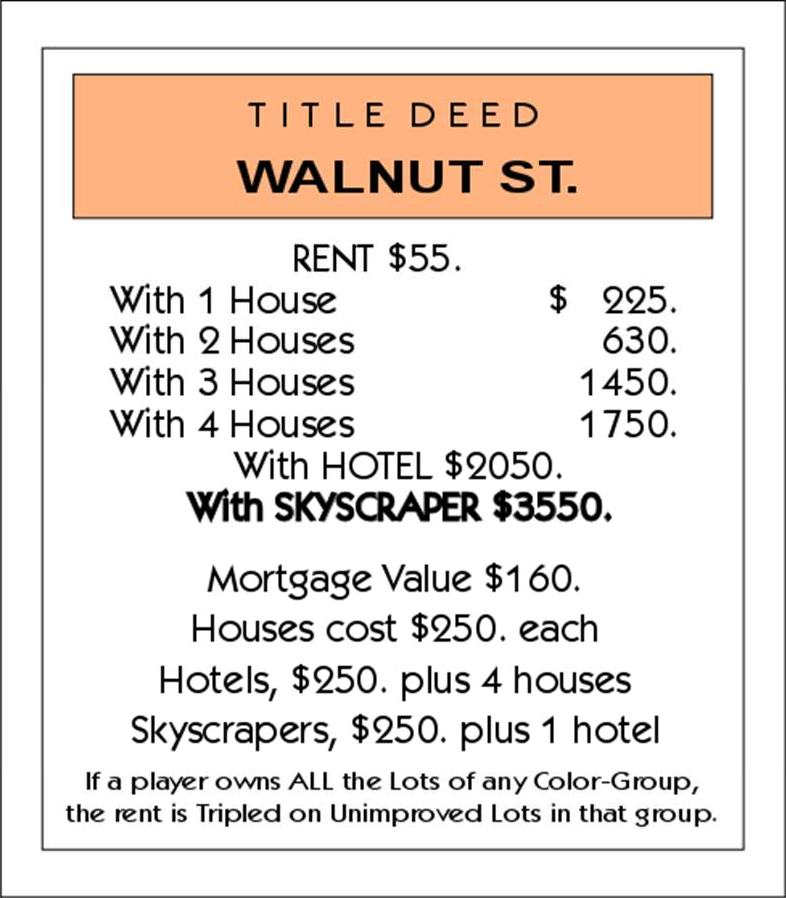 TITLE DEED
WALNUT ST.
RENT $55.
With 1 House $ 225.
With 2 Houses 630.
With 3 Houses 1450.
With 4 Houses 1750.
With HOTEL $2050.
With SKYSCRAPER $3550.
Mortgage Value $160.
Houses cost $250. each
Hotels, $250. plus 4 houses
Skyscrapers, $250. plus 1 hotel
If a player owns ALL the Lots of any Color-Group,
the rent is Tripled on Unimproved Lots in that group.